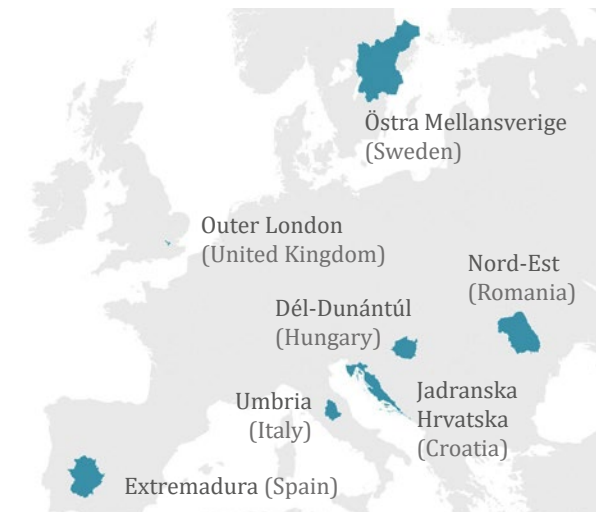 Östra Mellansverige
(Sweden)
Outer London
(United Kingdom)
Nord-Est
(Romania)
Dél-Dunántúl
(Hungary)
Jadranska
Hrvatska
(Croatia)
Umbria
(Italy)
Extremadura (Spain)